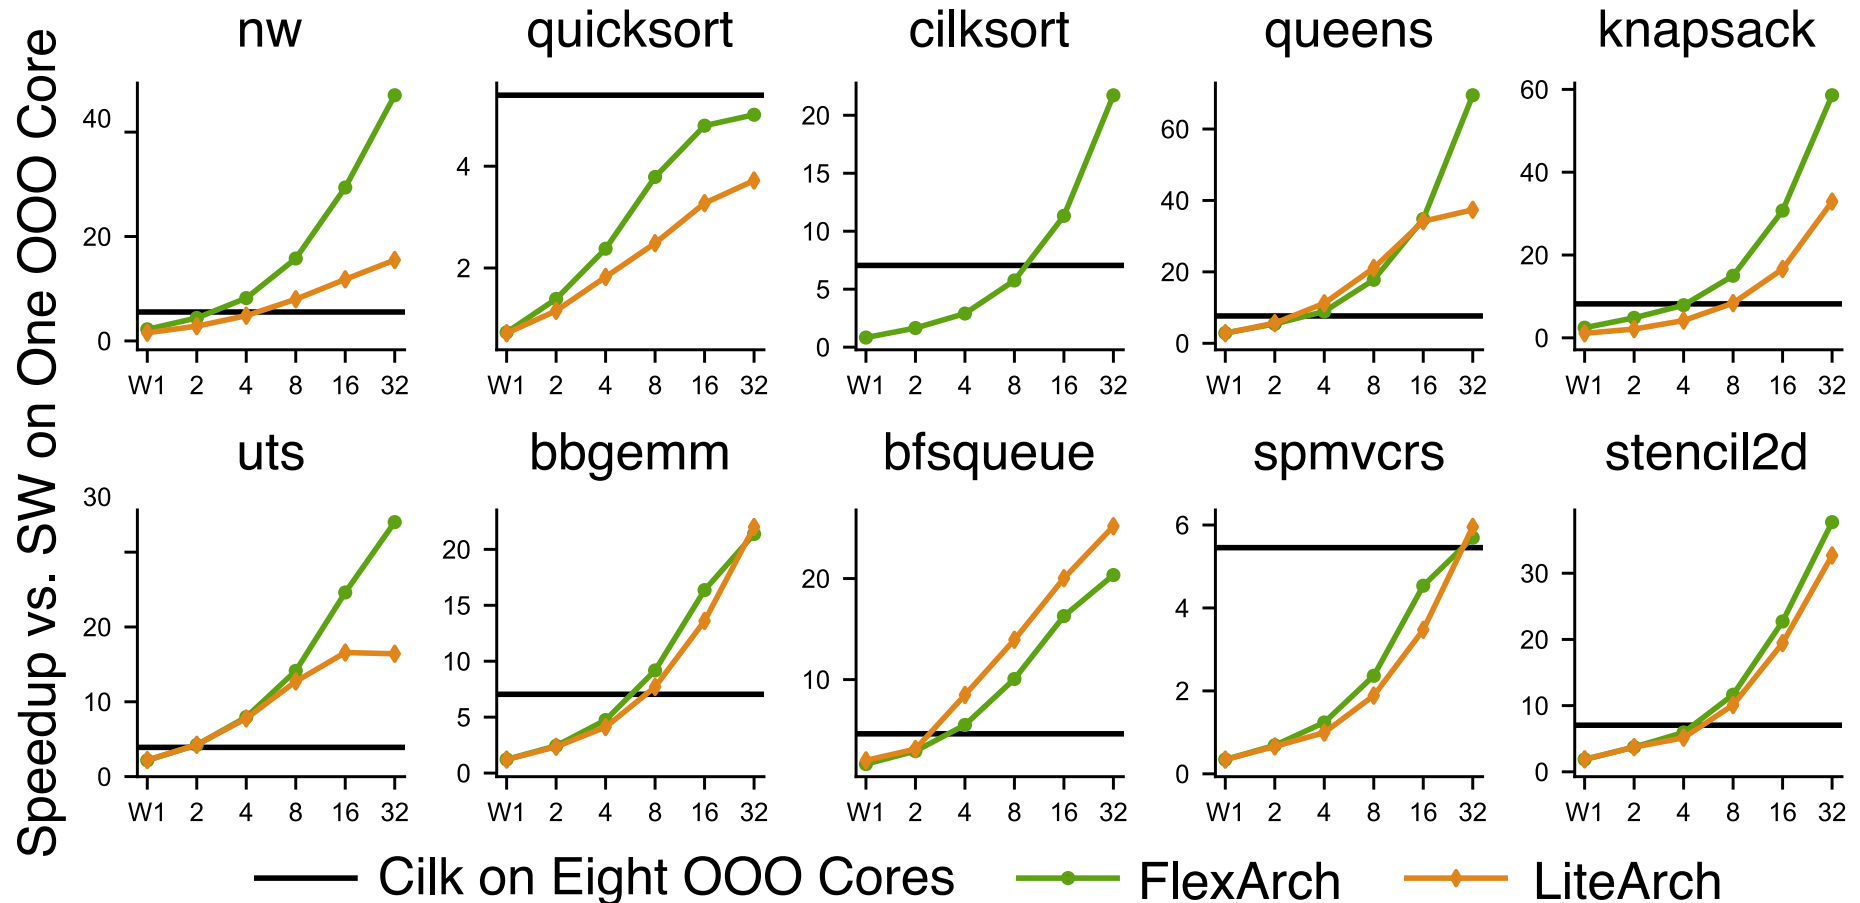 Speedup vs. SW on One OOO Core
nw quicksort cilksort queens knapsack
40
20
0
W1 2 4 8 16 32
4
2
W1 2 4 8 16 32
20
15
10
5
0
W1 2 4 8 16 32
60
40
20
0
W1 2 4 8 16 32
60
40
20
0
W1 2 4 8 16 32
uts bbgemm bfsqueue spmvcrs stencil2d
30
20
10
0
W1 2 4 8 16 32
20
15
10
5
0
W1 2 4 8 16 32
20
10
W1 2 4 8 16 32
6
4
2
0
W1 2 4 8 16 32
30
20
10
0
W1 2 4 8 16 32
Cilk on Eight OOO Cores FlexArch LiteArch